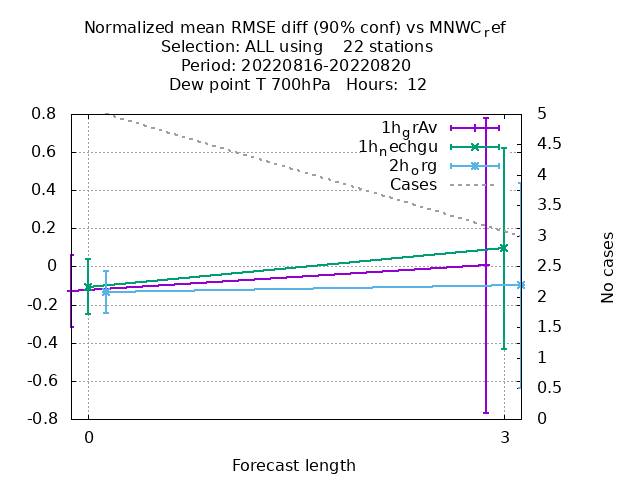 Normalized mean RMSE diff (90% conf) vs MNWC_ref
Selection: ALL using    22 stations
Period: 20220816-20220820
Dew point T 700hPa   Hours:  12
1h_grAv
1h_nechgu
2h_org
Cases
0.8
0.6
0.4
0.2
0
-0.2
-0.4
-0.6
-0.8
5
4.5
4
3.5
3
2.5
2
1.5
1
0.5
0
No cases
0 3
Forecast length